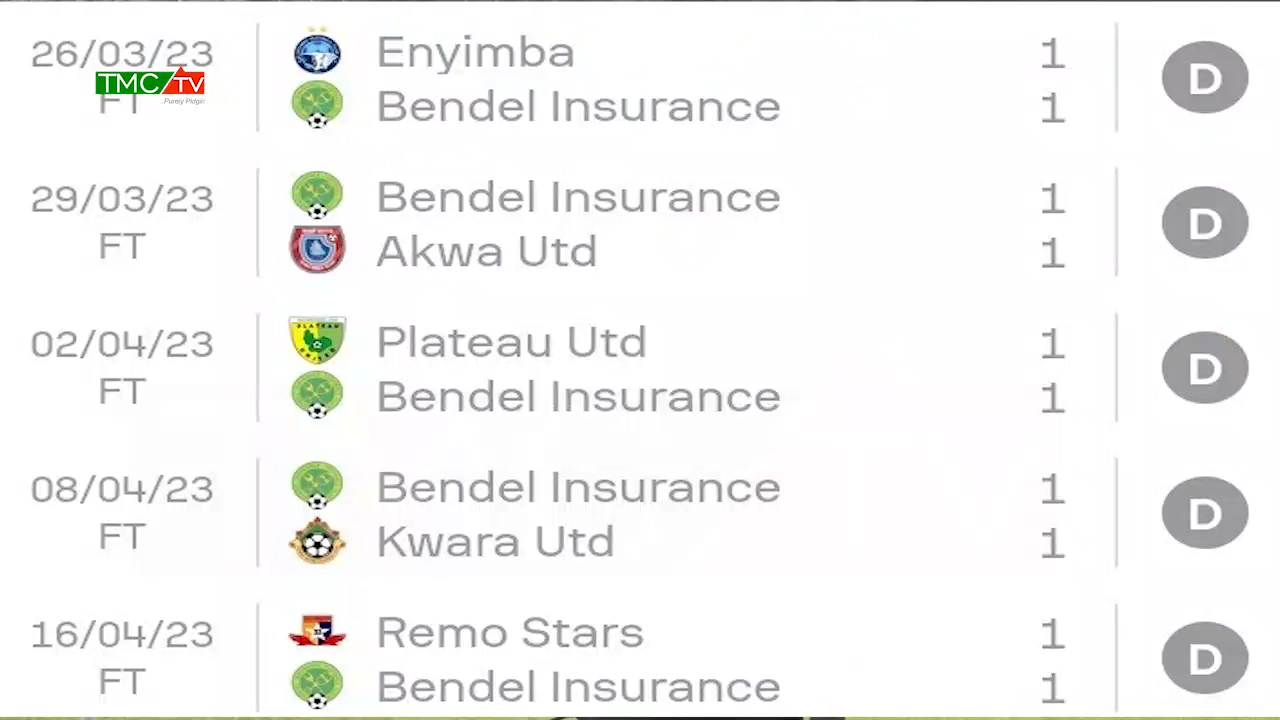 26/03/23 Enyimba 1 D
TMC/TV
Purely Pidgin
FT Bendel Insurance 1
29/03/23 Bendel Insurance 1 D
FT Akwa Utd 1
PLATEAU
02/04/23 Plateau Utd 1 D
FT Bendel Insurance 1
08/04/23 Bendel Insurance 1 D
FT Kwara Utd 1
16/04/23 Remo Stars 1 D
FT Bendel Insurance 1